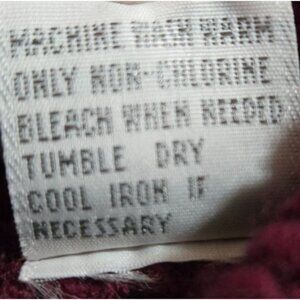 MACHINE WASH WARM
ONLY NON-CHLORINE
BLEACH WHEN NEEDED
TUMBLE DRY
COOL IRON IF
NECESSARY